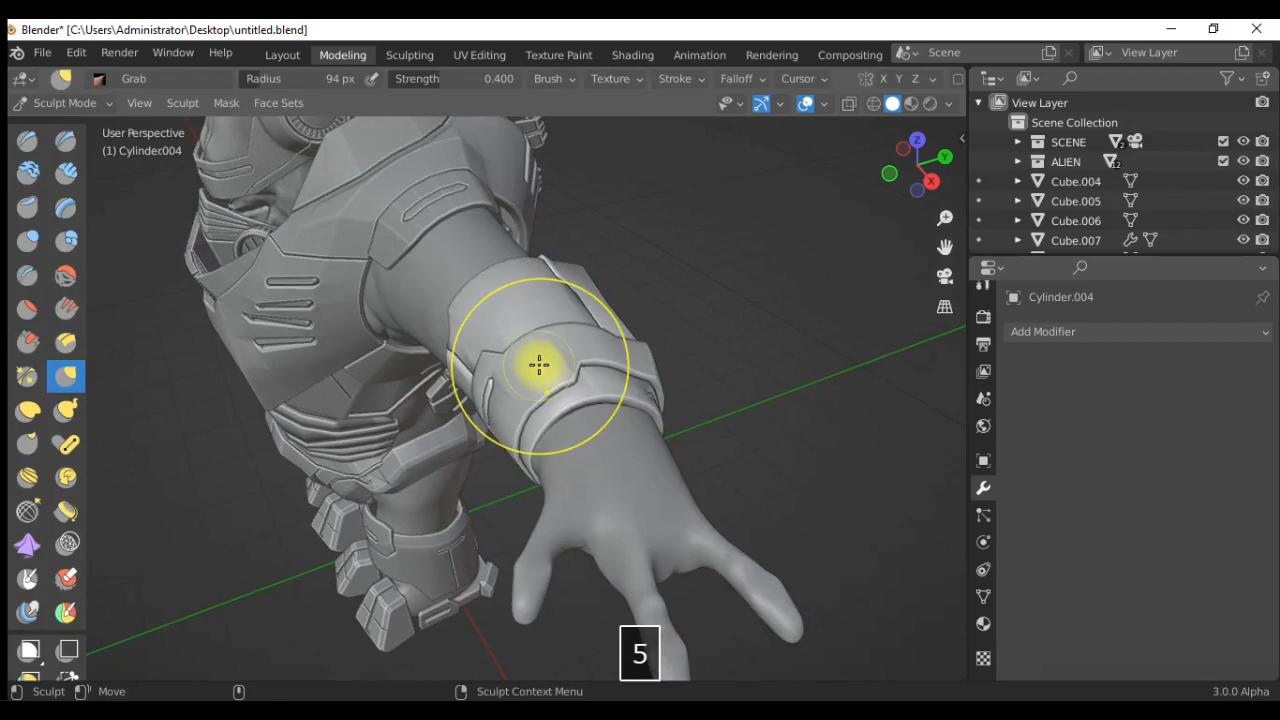 Blender* [C:\Users\Administrator\Desktop\untitled.blend]
File Edit Render Window Help Layout Modeling Sculpting UV Editing Texture Paint Shading Animation Rendering Compositing Scene View Layer
Grab Radius 94 px Strength 0.400 Brush Texture Stroke Falloff Cursor X Y Z
Sculpt Mode View Sculpt Mask Face Sets
View Layer
Scene Collection
SCENE 2
ALIEN 12
Cube.004
Cube.005
Cube.006
Cube.007
User Perspective
(1) Cylinder.004
Z
Y
X
Cylinder.004
Add Modifier
5
Sculpt Move Sculpt Context Menu 3.0.0 Alpha